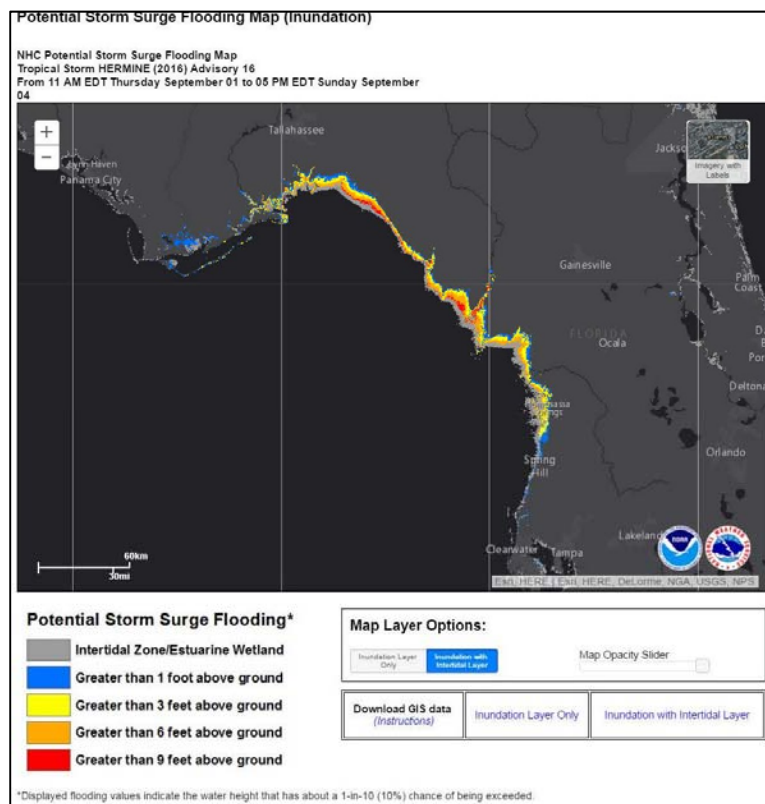 Potential Storm Surge Flooding Map (Inundation)
NHC Potential Storm Surge Flooding Map
Tropical Storm HERMINE (2016) Advisory 16
From 11 AM EDT Thursday September 01 to 05 PM EDT Sunday September
04
+
−
Tallahassee
Lynn Haven
Panama City
Jackso
Imagery with
Labels
Gainesville
Palm
Coast
FLORIDA
Ocala
Da
B
Por
Deltona
Springs
Spring
Hill
Orlando
Lakeland
Clearwater
Tampa
60km
30mi
NOAA
Esri, HERE | Esri, HERE, DeLorme, NGA, USGS, NPS
Potential Storm Surge Flooding*
Intertidal Zone/Estuarine Wetland
Greater than 1 foot above ground
Greater than 3 feet above ground
Greater than 6 feet above ground
Greater than 9 feet above ground
Map Layer Options:
Inundation Layer
Only
Inundation with
Intertidal Layer
Map Opacity Slider
Download GIS data
(Instructions)
Inundation Layer Only
Inundation with Intertidal Layer
*Displayed flooding values indicate the water height that has about a 1-in-10 (10%) chance of being exceeded.